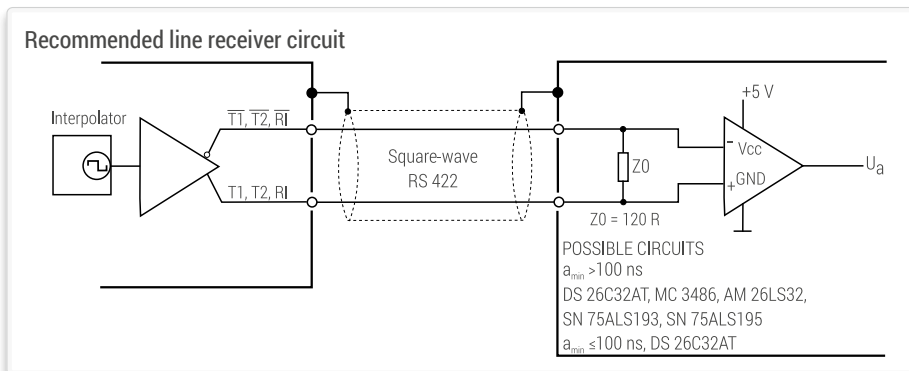 Recommended line receiver circuit
Interpolator
T1, T2, RI
T1, T2, RI
Square-wave
RS 422
+5 V
- Vcc
+ GND
Ua
Z0
Z0 = 120 R
POSSIBLE CIRCUITS
amin >100 ns
DS 26C32AT, MC 3486, AM 26LS32,
SN 75ALS193, SN 75ALS195
amin ≤100 ns, DS 26C32AT